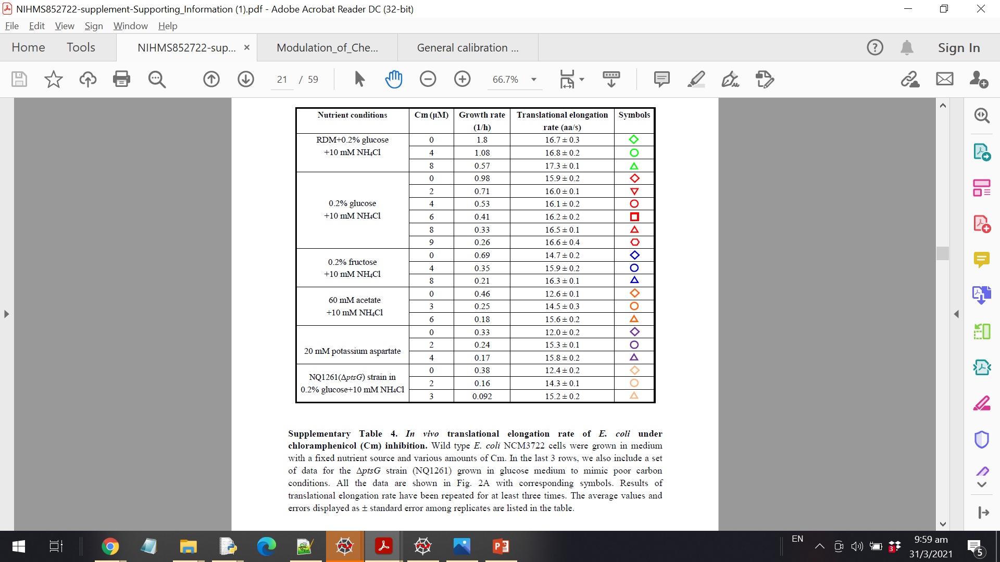 NIHMS852722-supplement-Supporting_Information (1).pdf - Adobe Acrobat Reader DC (32-bit)
File Edit View Sign Window Help
Home Tools NIHMS852722-sup... × Modulation_of_Che... General calibration ... Sign In
21 / 59 66.7%
Nutrient conditions Cm (µM) Growth rate (1/h) Translational elongation rate (aa/s) Symbols
RDM+0.2% glucose +10 mM NH₄Cl 0 1.8 16.7 ± 0.3
4 1.08 16.8 ± 0.2
8 0.57 17.3 ± 0.1
0.2% glucose +10 mM NH₄Cl 0 0.98 15.9 ± 0.2
2 0.71 16.0 ± 0.1
4 0.53 16.1 ± 0.2
6 0.41 16.2 ± 0.2
8 0.33 16.5 ± 0.1
9 0.26 16.6 ± 0.4
0.2% fructose +10 mM NH₄Cl 0 0.69 14.7 ± 0.2
4 0.35 15.9 ± 0.2
8 0.21 16.3 ± 0.1
60 mM acetate +10 mM NH₄Cl 0 0.46 12.6 ± 0.1
3 0.25 14.5 ± 0.3
6 0.18 15.6 ± 0.2
20 mM potassium aspartate 0 0.33 12.0 ± 0.2
2 0.24 15.3 ± 0.1
4 0.17 15.8 ± 0.2
NQ1261(ΔptsG) strain in 0.2% glucose+10 mM NH₄Cl 0 0.38 12.4 ± 0.2
2 0.16 14.3 ± 0.1
3 0.092 15.2 ± 0.2
Supplementary Table 4. In vivo translational elongation rate of E. coli under
chloramphenicol (Cm) inhibition. Wild type E. coli NCM3722 cells were grown in medium
with a fixed nutrient source and various amounts of Cm. In the last 3 rows, we also include a set
of data for the ΔptsG strain (NQ1261) grown in glucose medium to mimic poor carbon
conditions. All the data are shown in Fig. 2A with corresponding symbols. Results of
translational elongation rate have been repeated for at least three times. The average values and
errors displayed as ± standard error among replicates are listed in the table.
EN
9:59 am
31/3/2021
3
5